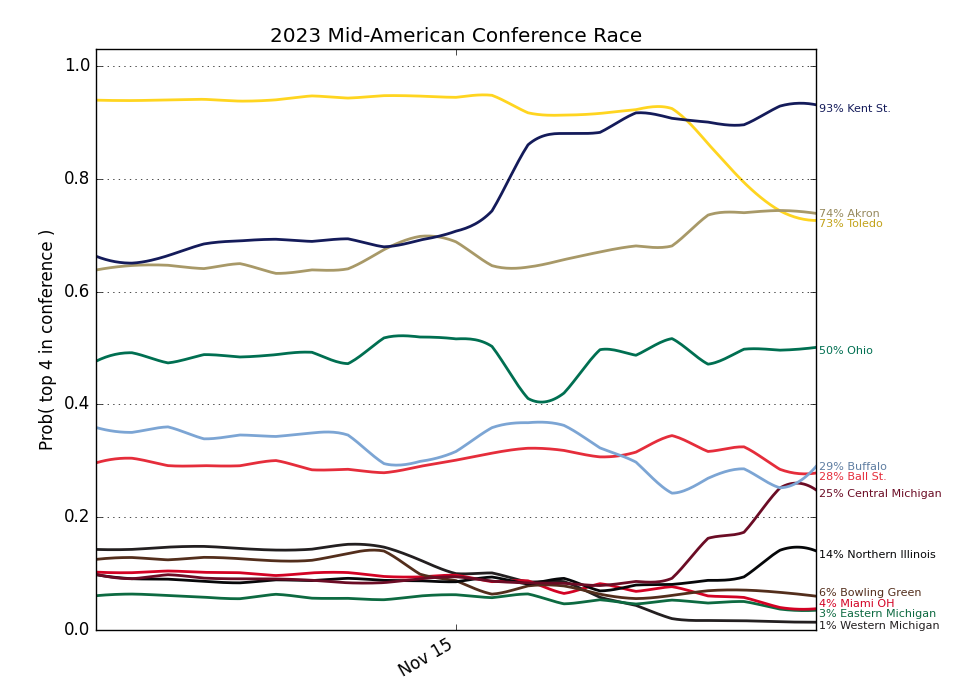 2023 Mid-American Conference Race
Prob( top 4 in conference )
1.0
0.8
0.6
0.4
0.2
0.0
Nov 15
93% Kent St.
74% Akron
73% Toledo
50% Ohio
29% Buffalo
28% Ball St.
25% Central Michigan
14% Northern Illinois
6% Bowling Green
4% Miami OH
3% Eastern Michigan
1% Western Michigan